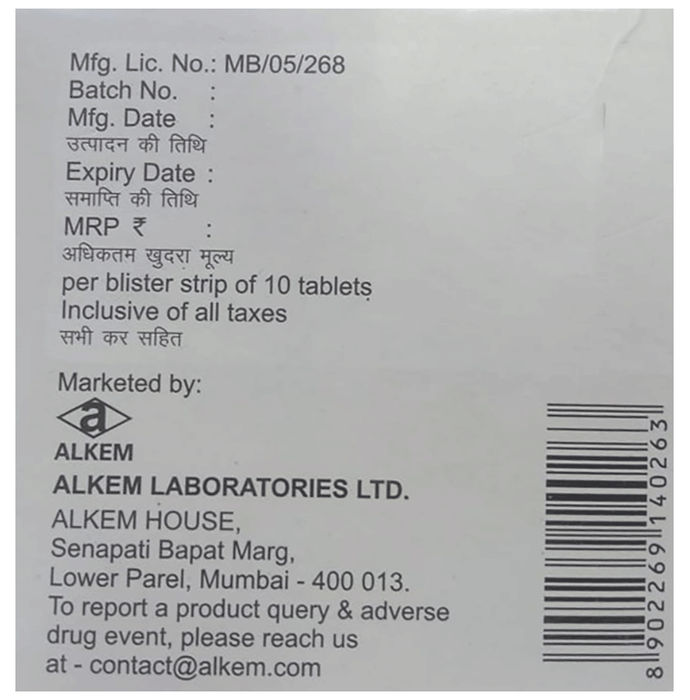 Mfg. Lic. No.: MB/05/268
Batch No. :
Mfg. Date :
उत्पादन की तिथि
Expiry Date :
समाप्ति की तिथि
MRP ₹ :
अधिकतम खुदरा मूल्य
per blister strip of 10 tablets
Inclusive of all taxes
सभी कर सहित
Marketed by:
a
ALKEM
ALKEM LABORATORIES LTD.
ALKEM HOUSE,
Senapati Bapat Marg,
Lower Parel, Mumbai - 400 013.
To report a product query & adverse
drug event, please reach us
at - contact@alkem.com
8902269140263